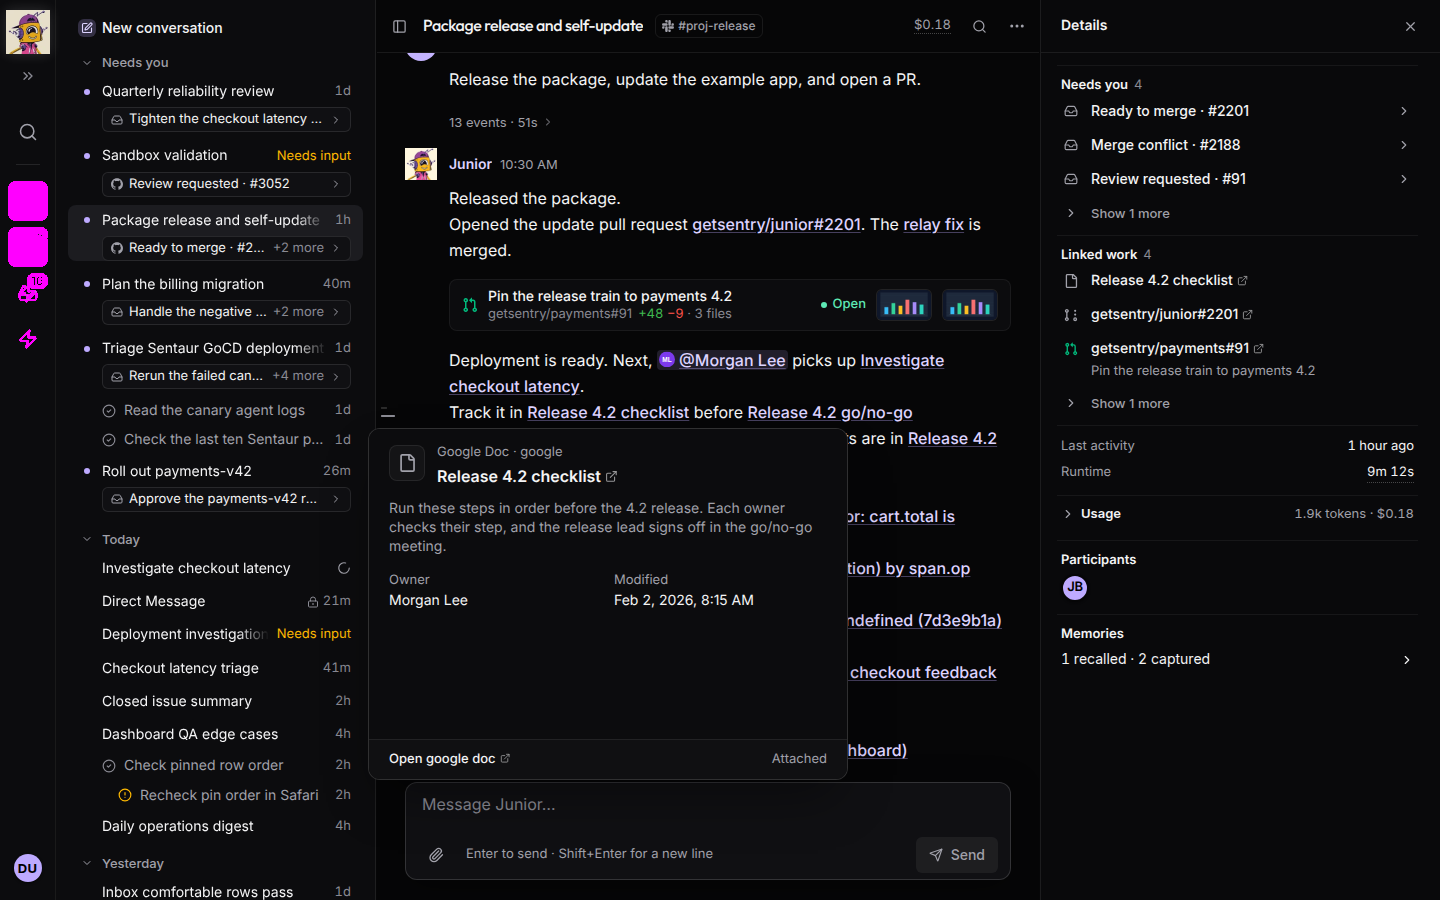 New conversation
Needs you
Quarterly reliability review 1d
Tighten the checkout latency ...
Sandbox validation Needs input
Review requested · #3052
Package release and self-update 1h
Ready to merge · #2... +2 more
Plan the billing migration 40m
Handle the negative ... +2 more
Triage Sentaur GoCD deployment 1d
Rerun the failed can... +4 more
Read the canary agent logs 1d
Check the last ten Sentaur p... 1d
Roll out payments-v42 26m
Approve the payments-v42 r...
Today
Investigate checkout latency
Direct Message 21m
Deployment investigation Needs input
Checkout latency triage 41m
Closed issue summary 2h
Dashboard QA edge cases 4h
Check pinned row order 2h
Recheck pin order in Safari 2h
Daily operations digest 4h
Yesterday
Inbox comfortable rows pass 1d
DU
Package release and self-update #proj-release $0.18
Release the package, update the example app, and open a PR.
13 events · 51s
Junior 10:30 AM
Released the package.
Opened the update pull request getsentry/junior#2201. The relay fix is
merged.
Pin the release train to payments 4.2
getsentry/payments#91 +48 −9 · 3 files
Open
Deployment is ready. Next, ML @Morgan Lee picks up Investigate
checkout latency.
Track it in Release 4.2 checklist before Release 4.2 go/no-go
s are in Release 4.2
or: cart.total is
tion) by span.op
ndefined (7d3e9b1a)
checkout feedback
hboard)
Google Doc · google
Release 4.2 checklist
Run these steps in order before the 4.2 release. Each owner
checks their step, and the release lead signs off in the go/no-go
meeting.
Owner Modified
Morgan Lee Feb 2, 2026, 8:15 AM
Open google doc Attached
Message Junior...
Enter to send · Shift+Enter for a new line
Send
Details
Needs you 4
Ready to merge · #2201
Merge conflict · #2188
Review requested · #91
Show 1 more
Linked work 4
Release 4.2 checklist
getsentry/junior#2201
getsentry/payments#91
Pin the release train to payments 4.2
Show 1 more
Last activity 1 hour ago
Runtime 9m 12s
Usage 1.9k tokens · $0.18
Participants
JB
Memories
1 recalled · 2 captured